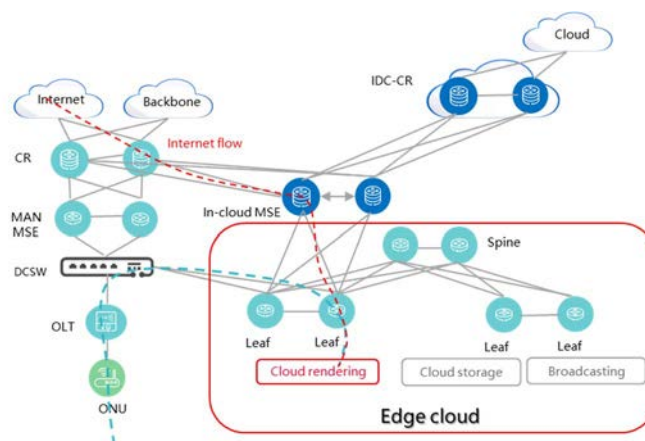 Cloud
IDC-CR
Internet
Backbone
Internet flow
CR
In-cloud MSE
MAN
MSE
Spine
DCSW
OLT
Leaf
Leaf
Leaf
Leaf
Cloud rendering
Cloud storage
Broadcasting
ONU
Edge cloud